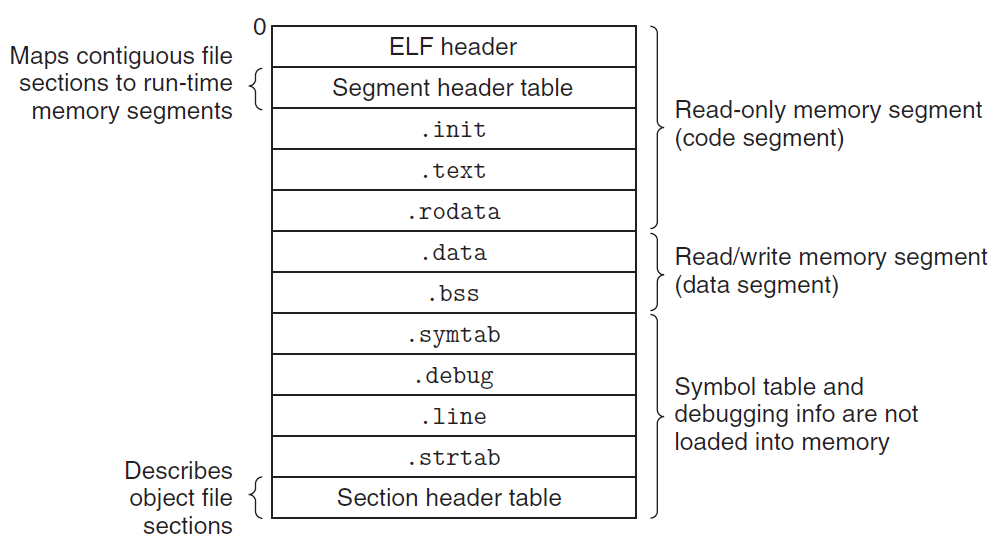 0
ELF header
Maps contiguous file
sections to run-time
memory segments
Segment header table
.init
.text
.rodata
Read-only memory segment
(code segment)
.data
.bss
Read/write memory segment
(data segment)
.symtab
.debug
.line
.strtab
Symbol table and
debugging info are not
loaded into memory
Describes
object file
sections
Section header table